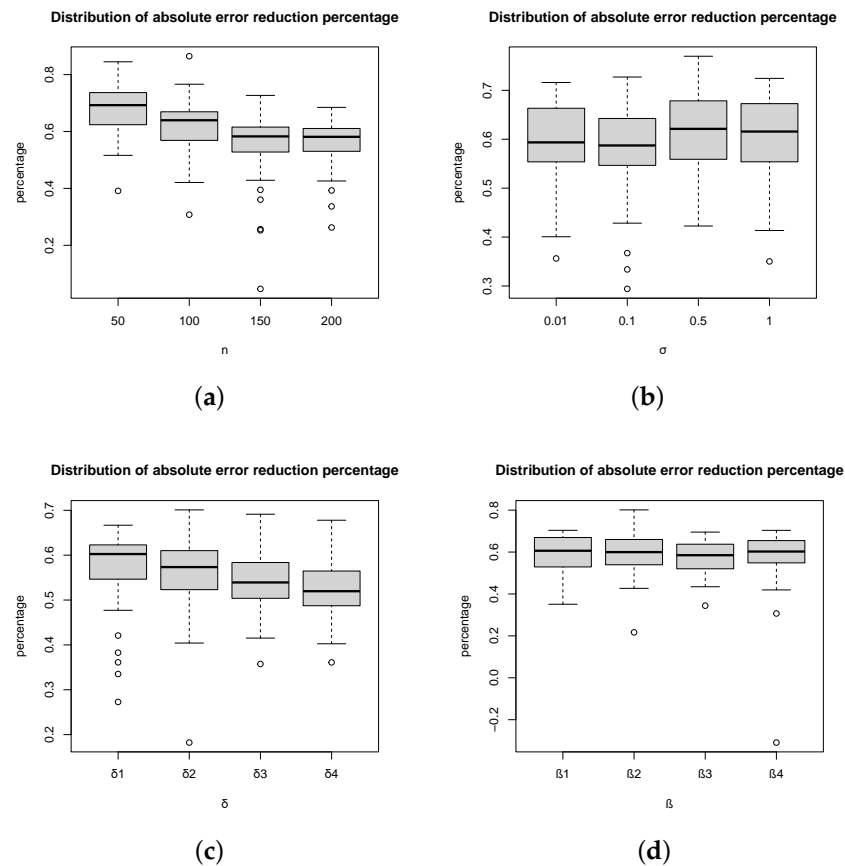 Distribution of absolute error reduction percentage
percentage
0.8
0.6
0.4
0.2
50 100 150 200
n
(a)
Distribution of absolute error reduction percentage
percentage
0.7
0.6
0.5
0.4
0.3
0.01 0.1 0.5 1
σ
(b)
Distribution of absolute error reduction percentage
percentage
0.7
0.6
0.5
0.4
0.3
0.2
δ1 δ2 δ3 δ4
δ
(c)
Distribution of absolute error reduction percentage
percentage
0.8
0.6
0.4
0.2
0.0
−0.2
ß1 ß2 ß3 ß4
ß
(d)